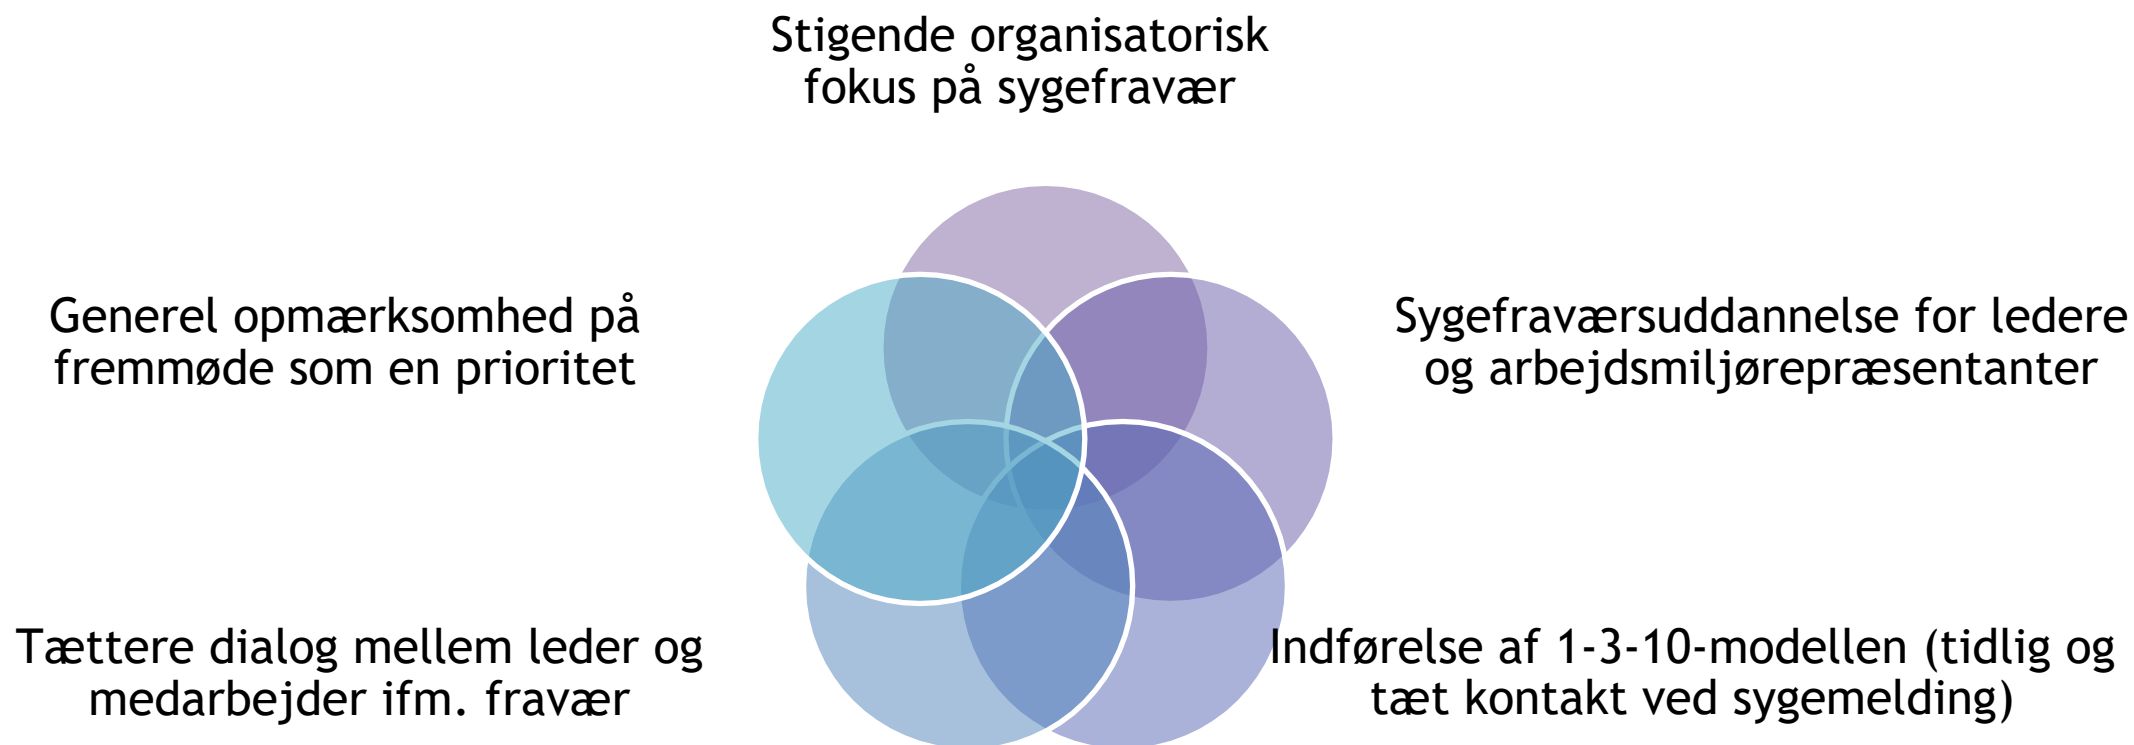 Stigende organisatorisk
fokus på sygefravær
Generel opmærksomhed på
fremmøde som en prioritet
Sygefraværsuddannelse for ledere
og arbejdsmiljørepræsentanter
Tættere dialog mellem leder og
medarbejder ifm. fravær
Indførelse af 1-3-10-modellen (tidlig og
tæt kontakt ved sygemelding)